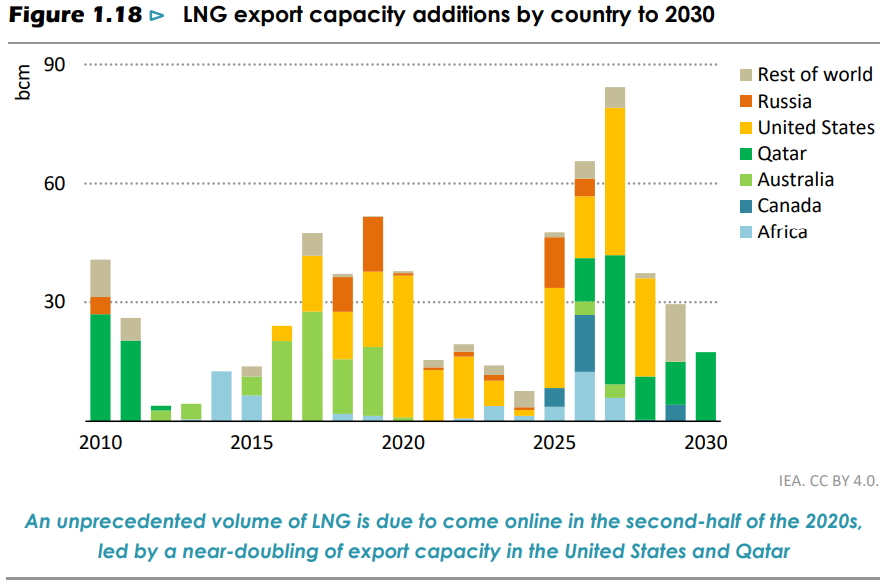 Figure 1.18 ▷ LNG export capacity additions by country to 2030
bcm
90
60
30
2010
2015
2020
2025
2030
Rest of world
Russia
United States
Qatar
Australia
Canada
Africa
IEA. CC BY 4.0.
An unprecedented volume of LNG is due to come online in the second-half of the 2020s,
led by a near-doubling of export capacity in the United States and Qatar